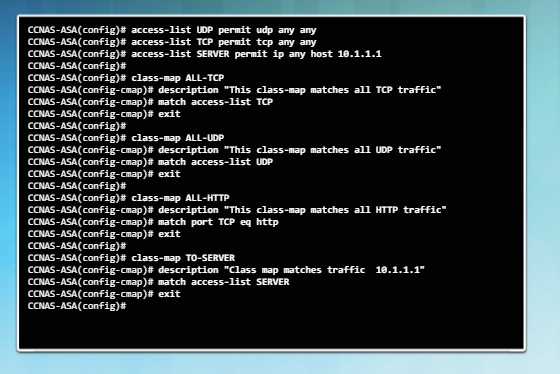 CCNAS-ASA(config)# access-list UDP permit udp any any
CCNAS-ASA(config)# access-list TCP permit tcp any any
CCNAS-ASA(config)# access-list SERVER permit ip any host 10.1.1.1
CCNAS-ASA(config)#
CCNAS-ASA(config)# class-map ALL-TCP
CCNAS-ASA(config-cmap)# description "This class-map matches all TCP traffic"
CCNAS-ASA(config-cmap)# match access-list TCP
CCNAS-ASA(config-cmap)# exit
CCNAS-ASA(config)#
CCNAS-ASA(config)# class-map ALL-UDP
CCNAS-ASA(config-cmap)# description "This class-map matches all UDP traffic"
CCNAS-ASA(config-cmap)# match access-list UDP
CCNAS-ASA(config-cmap)# exit
CCNAS-ASA(config)#
CCNAS-ASA(config)# class-map ALL-HTTP
CCNAS-ASA(config-cmap)# description "This class-map matches all HTTP traffic"
CCNAS-ASA(config-cmap)# match port TCP eq http
CCNAS-ASA(config-cmap)# exit
CCNAS-ASA(config)#
CCNAS-ASA(config)# class-map TO-SERVER
CCNAS-ASA(config-cmap)# description "Class map matches traffic  10.1.1.1"
CCNAS-ASA(config-cmap)# match access-list SERVER
CCNAS-ASA(config-cmap)# exit
CCNAS-ASA(config)#